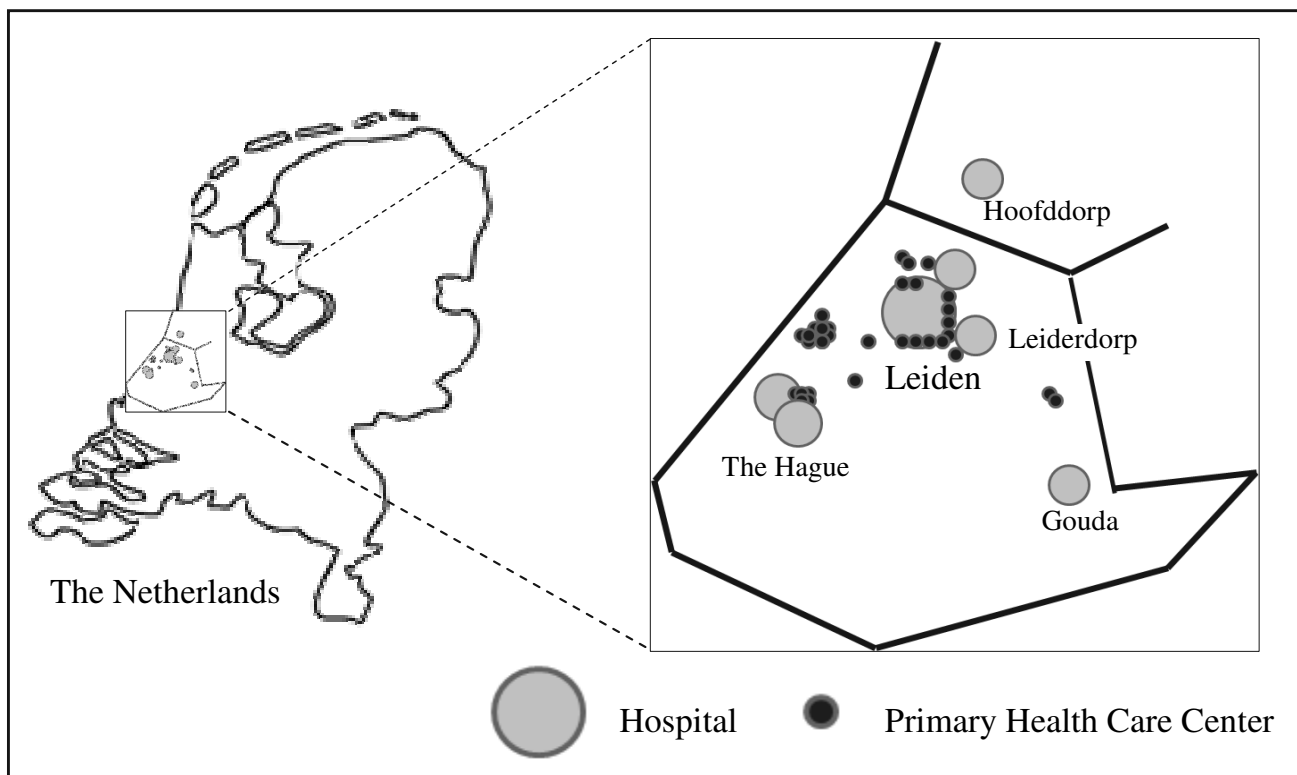 Hoofddorp
Leiderdorp
Leiden
The Hague
Gouda
The Netherlands
Hospital
Primary Health Care Center